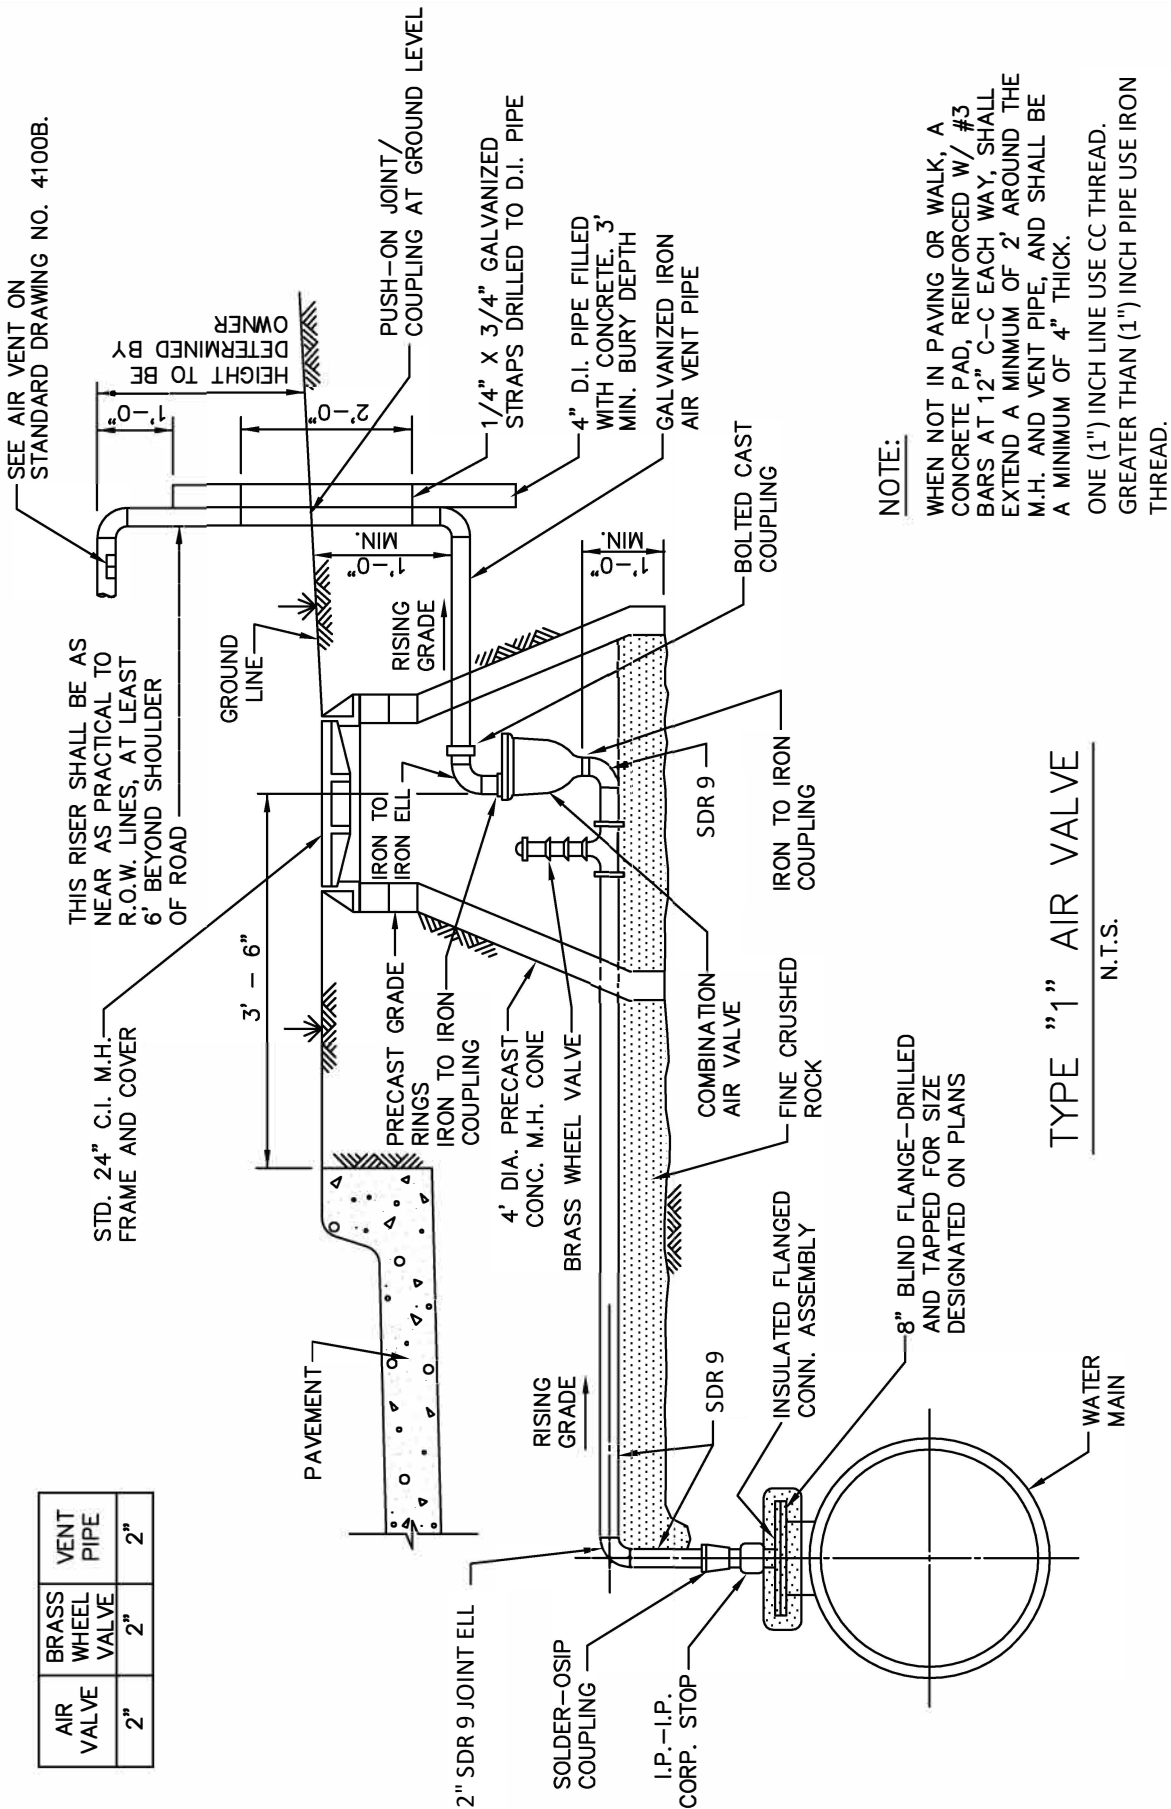 SEE AIR VENT ON
STANDARD DRAWING NO. 4100B.
THIS RISER SHALL BE AS
NEAR AS PRACTICAL TO
R.O.W. LINES, AT LEAST
6' BEYOND SHOULDER
OF ROAD
STD. 24" C.I. M.H.
FRAME AND COVER
3' - 6"
GROUND
LINE
1'-0"
HEIGHT TO BE
DETERMINED BY
OWNER
2'-0"
PUSH-ON JOINT/
COUPLING AT GROUND LEVEL
1/4" X 3/4" GALVANIZED
STRAPS DRILLED TO D.I. PIPE
4" D.I. PIPE FILLED
WITH CONCRETE. 3'
MIN. BURY DEPTH
GALVANIZED IRON
AIR VENT PIPE
1'-0"
MIN.
RISING
GRADE
1'-0"
MIN.
BOLTED CAST
COUPLING
IRON TO
IRON ELL
PRECAST GRADE
RINGS
IRON TO IRON
COUPLING
4' DIA. PRECAST
CONC. M.H. CONE
BRASS WHEEL VALVE
SDR 9
IRON TO IRON
COUPLING
COMBINATION
AIR VALVE
FINE CRUSHED
ROCK
PAVEMENT
RISING
GRADE
SDR 9
INSULATED FLANGED
CONN. ASSEMBLY
8" BLIND FLANGE-DRILLED
AND TAPPED FOR SIZE
DESIGNATED ON PLANS
WATER
MAIN
2" SDR 9 JOINT ELL
SOLDER-OSIP
COUPLING
I.P.-I.P.
CORP. STOP
AIR
VALVE
BRASS
WHEEL
VALVE
VENT
PIPE
2"
2"
2"
NOTE:
WHEN NOT IN PAVING OR WALK, A
CONCRETE PAD, REINFORCED W/ #3
BARS AT 12" C-C EACH WAY, SHALL
EXTEND A MINIMUM OF 2' AROUND THE
M.H. AND VENT PIPE, AND SHALL BE
A MINIMUM OF 4" THICK.
ONE (1") INCH LINE USE CC THREAD.
GREATER THAN (1") INCH PIPE USE IRON
THREAD.
TYPE "1" AIR VALVE
N.T.S.